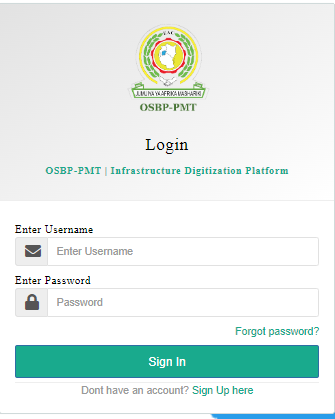 EAC
JUMUIYA YA AFRIKA MASHARIKI
OSBP-PMT
Login
OSBP-PMT | Infrastructure Digitization Platform
Enter Username
Enter Username
Enter Password
Password
Forgot password?
Sign In
Dont have an account? Sign Up here